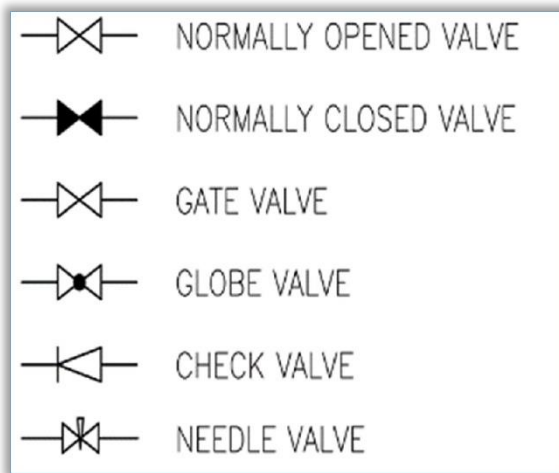 NORMALLY OPENED VALVE
NORMALLY CLOSED VALVE
GATE VALVE
GLOBE VALVE
CHECK VALVE
NEEDLE VALVE